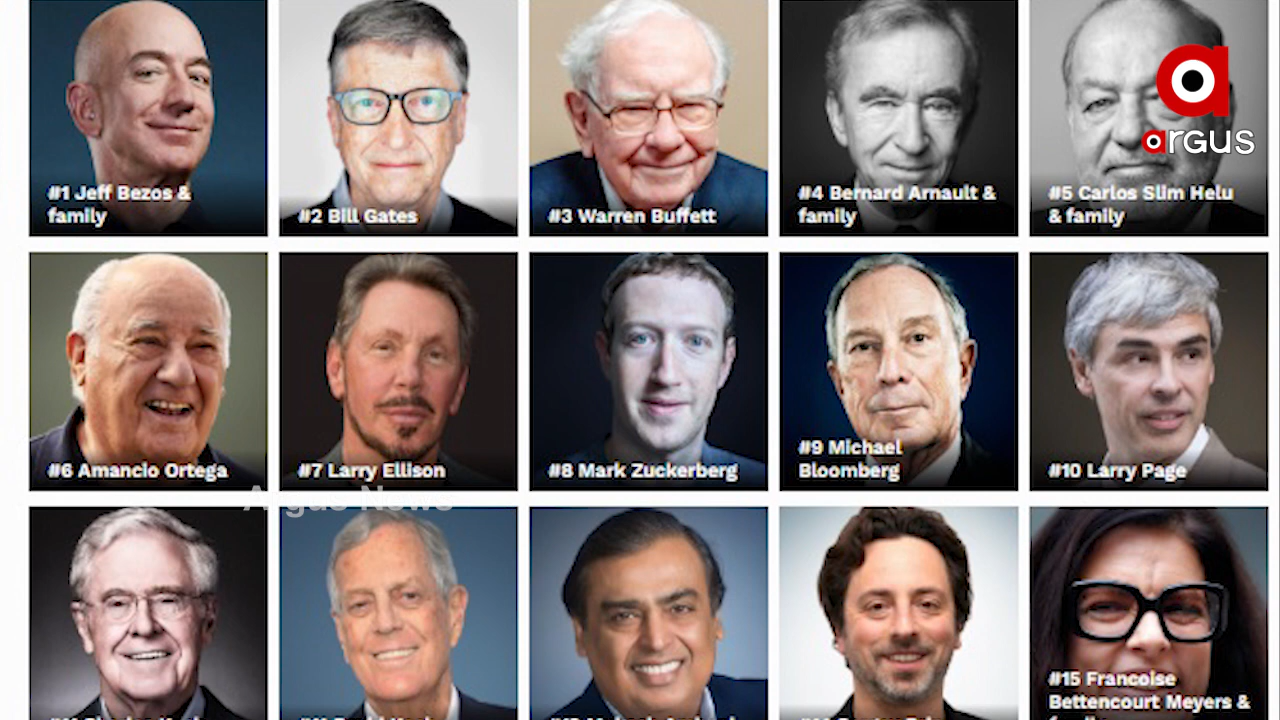 #1 Jeff Bezos &
family
#2 Bill Gates
#3 Warren Buffett
#4 Bernard Arnault &
family
#5 Carlos Slim Helu
& family
argus
#6 Amancio Ortega
#7 Larry Ellison
#8 Mark Zuckerberg
#9 Michael
Bloomberg
#10 Larry Page
Argus News
#15 Francoise
Bettencourt Meyers &